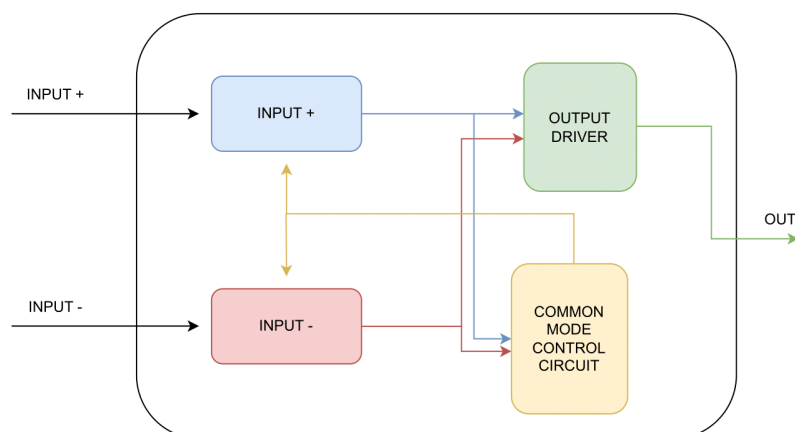 INPUT +
INPUT +
OUTPUT
DRIVER
OUT
INPUT -
INPUT -
COMMON
MODE
CONTROL
CIRCUIT